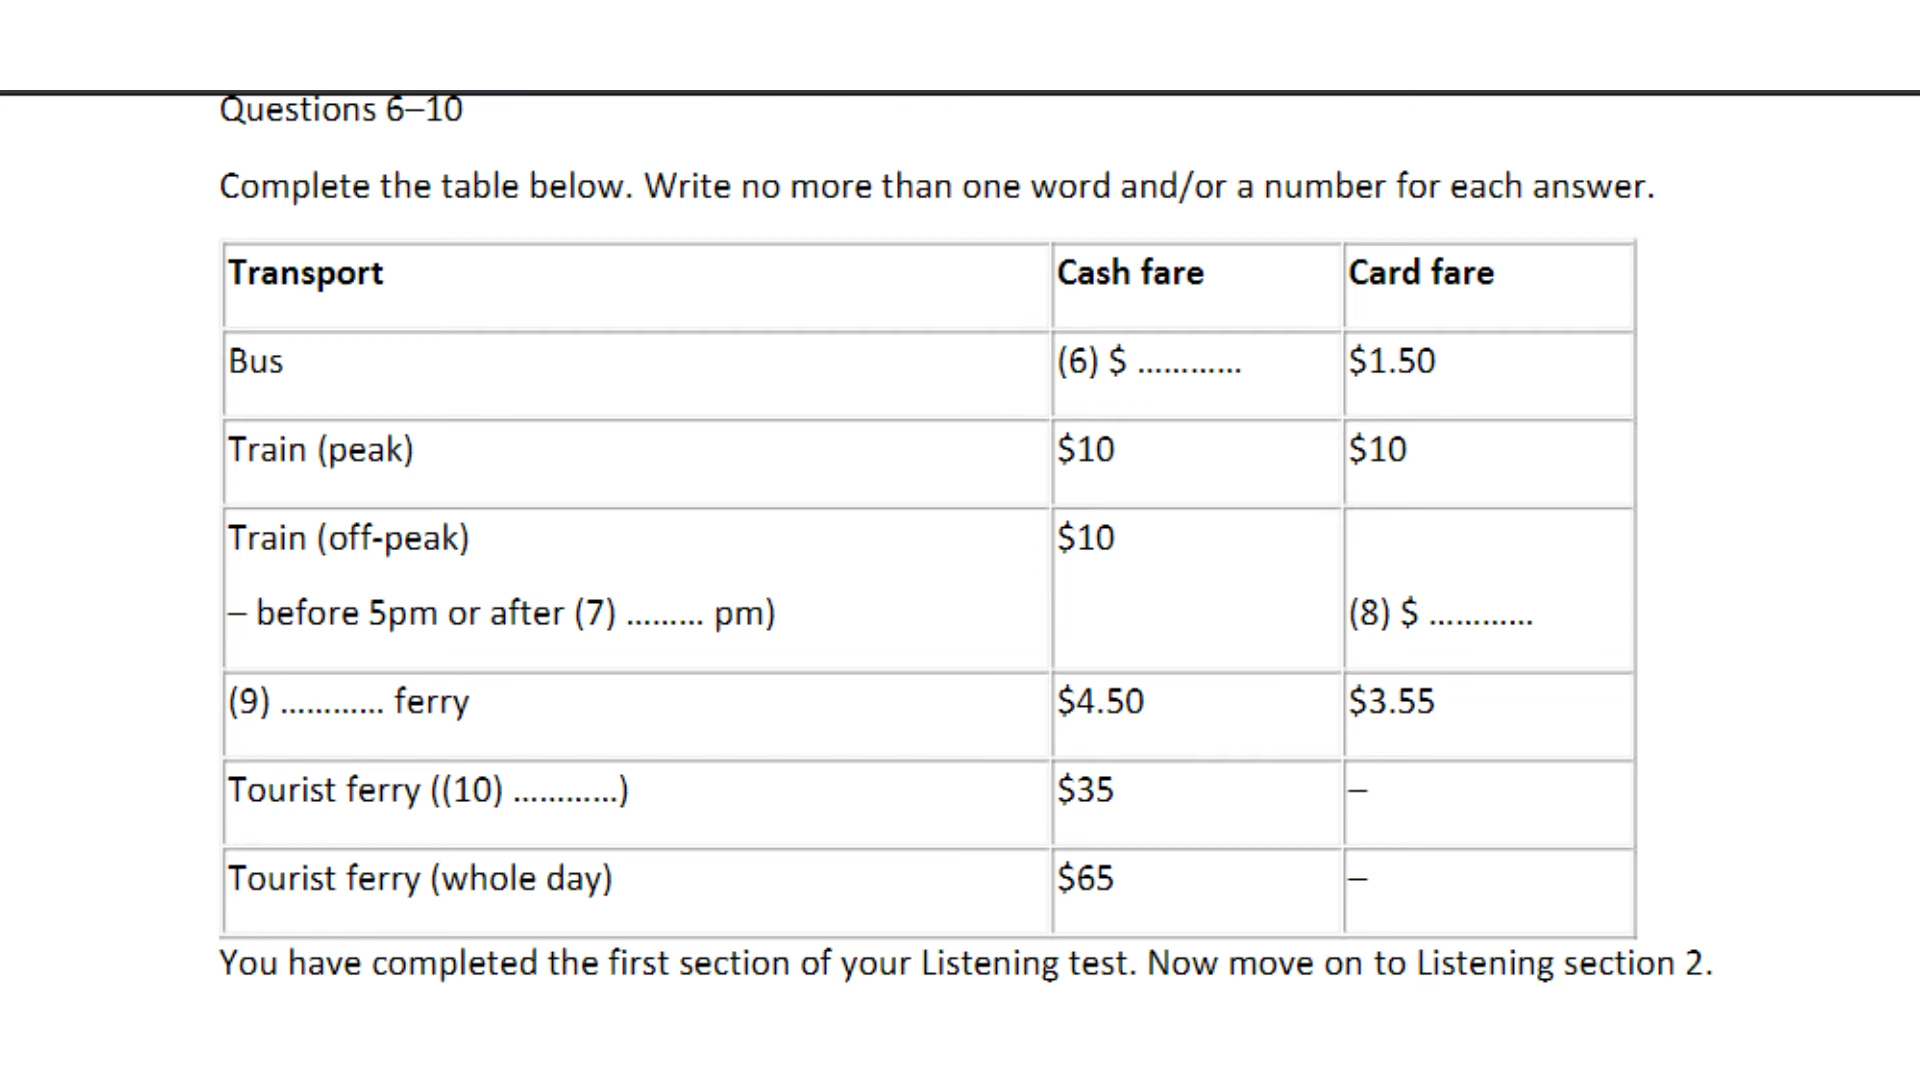 Questions 6–10
Complete the table below. Write no more than one word and/or a number for each answer.
Transport Cash fare Card fare
Bus (6) $ ............ $1.50
Train (peak) $10 $10
Train (off-peak) $10
– before 5pm or after (7) ......... pm) (8) $ ............
(9) ............ ferry $4.50 $3.55
Tourist ferry ((10) ............) $35 –
Tourist ferry (whole day) $65 –
You have completed the first section of your Listening test. Now move on to Listening section 2.